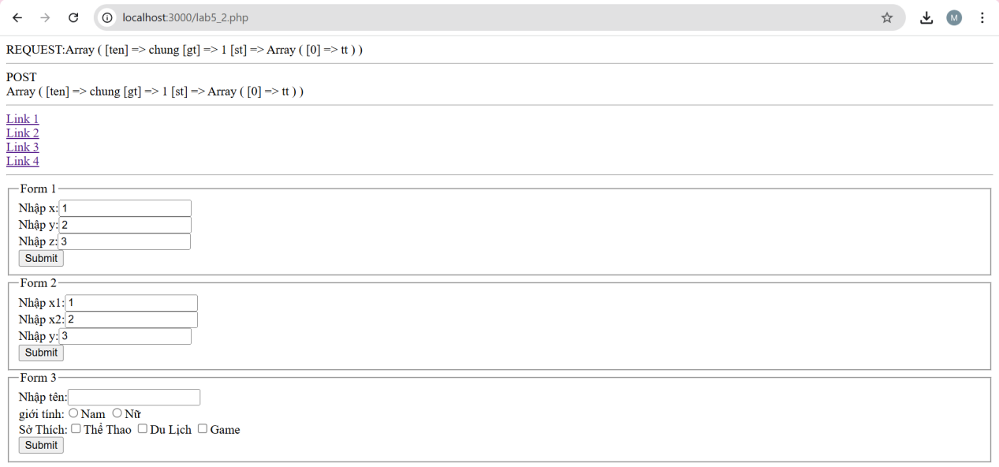 localhost:3000/lab5_2.php
M
REQUEST:Array ( [ten] => chung [gt] => 1 [st] => Array ( [0] => tt ) )
POST
Array ( [ten] => chung [gt] => 1 [st] => Array ( [0] => tt ) )
Link 1
Link 2
Link 3
Link 4
Form 1
Nhập x: 1
Nhập y: 2
Nhập z: 3
Submit
Form 2
Nhập x1: 1
Nhập x2: 2
Nhập y: 3
Submit
Form 3
Nhập tên:
giới tính: Nam Nữ
Sở Thich: Thể Thao Du Lịch Game
Submit